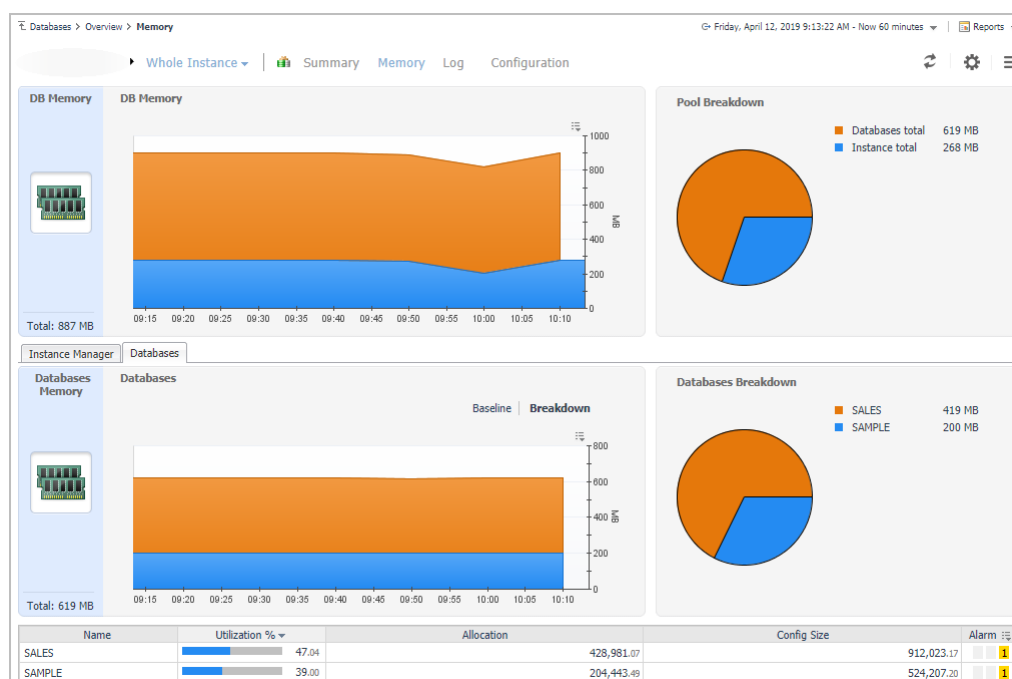 Databases > Overview > Memory
Friday, April 12, 2019 9:13:22 AM - Now 60 minutes
Reports
Whole Instance
Summary
Memory
Log
Configuration
DB Memory
Total: 887 MB
DB Memory
1000
800
600
400
200
0
MB
09:15 09:20 09:25 09:30 09:35 09:40 09:45 09:50 09:55 10:00 10:05 10:10
Pool Breakdown
Databases total 619 MB
Instance total 268 MB
Instance Manager
Databases
Databases Memory
Total: 619 MB
Databases
Baseline | Breakdown
800
600
400
200
0
MB
09:15 09:20 09:25 09:30 09:35 09:40 09:45 09:50 09:55 10:00 10:05 10:10
Databases Breakdown
SALES 419 MB
SAMPLE 200 MB
Name Utilization % Allocation Config Size Alarm
SALES 47.04 428,981.07 912,023.17 1
SAMPLE 39.00 204,443.49 524,207.20 1